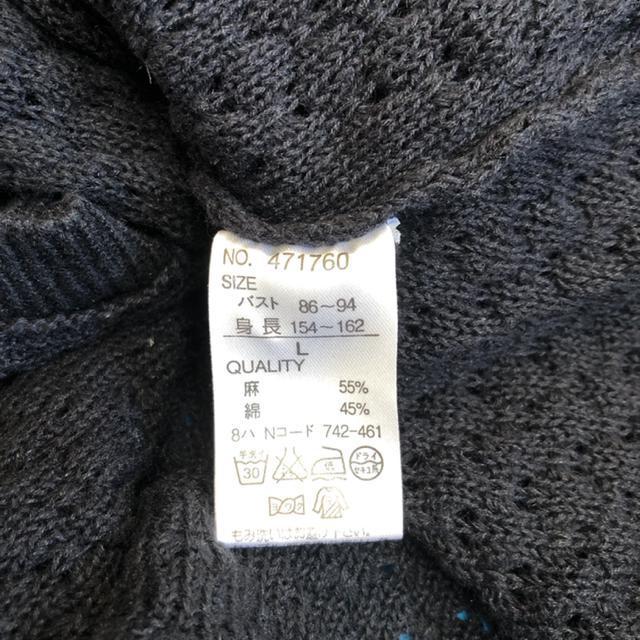 NO. 471760
SIZE
バスト 86～94
身長 154～162
L
QUALITY
麻 55%
綿 45%
8ハ Nコード 742-461
30 ドライ